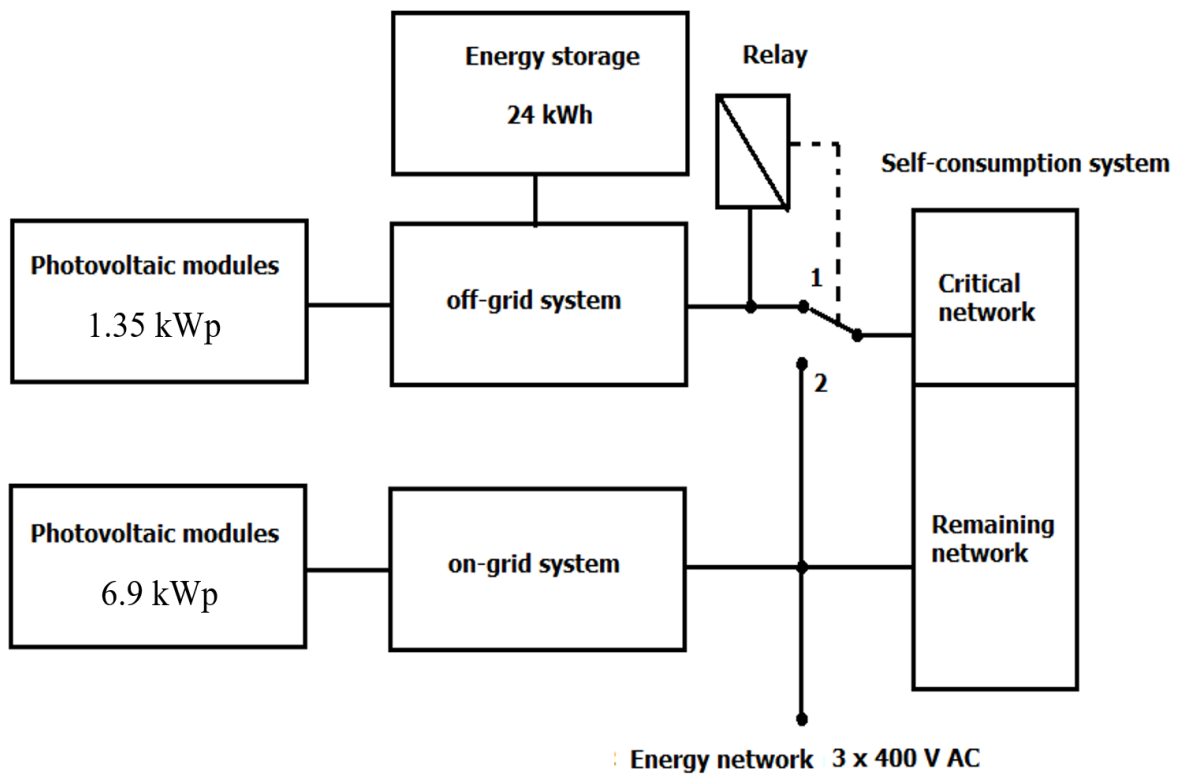 Energy storage
24 kWh
Relay
Self-consumption system
Photovoltaic modules
1.35 kWp
off-grid system
1
Critical
network
2
Photovoltaic modules
6.9 kWp
on-grid system
Remaining
network
Energy network 3 x 400 V AC